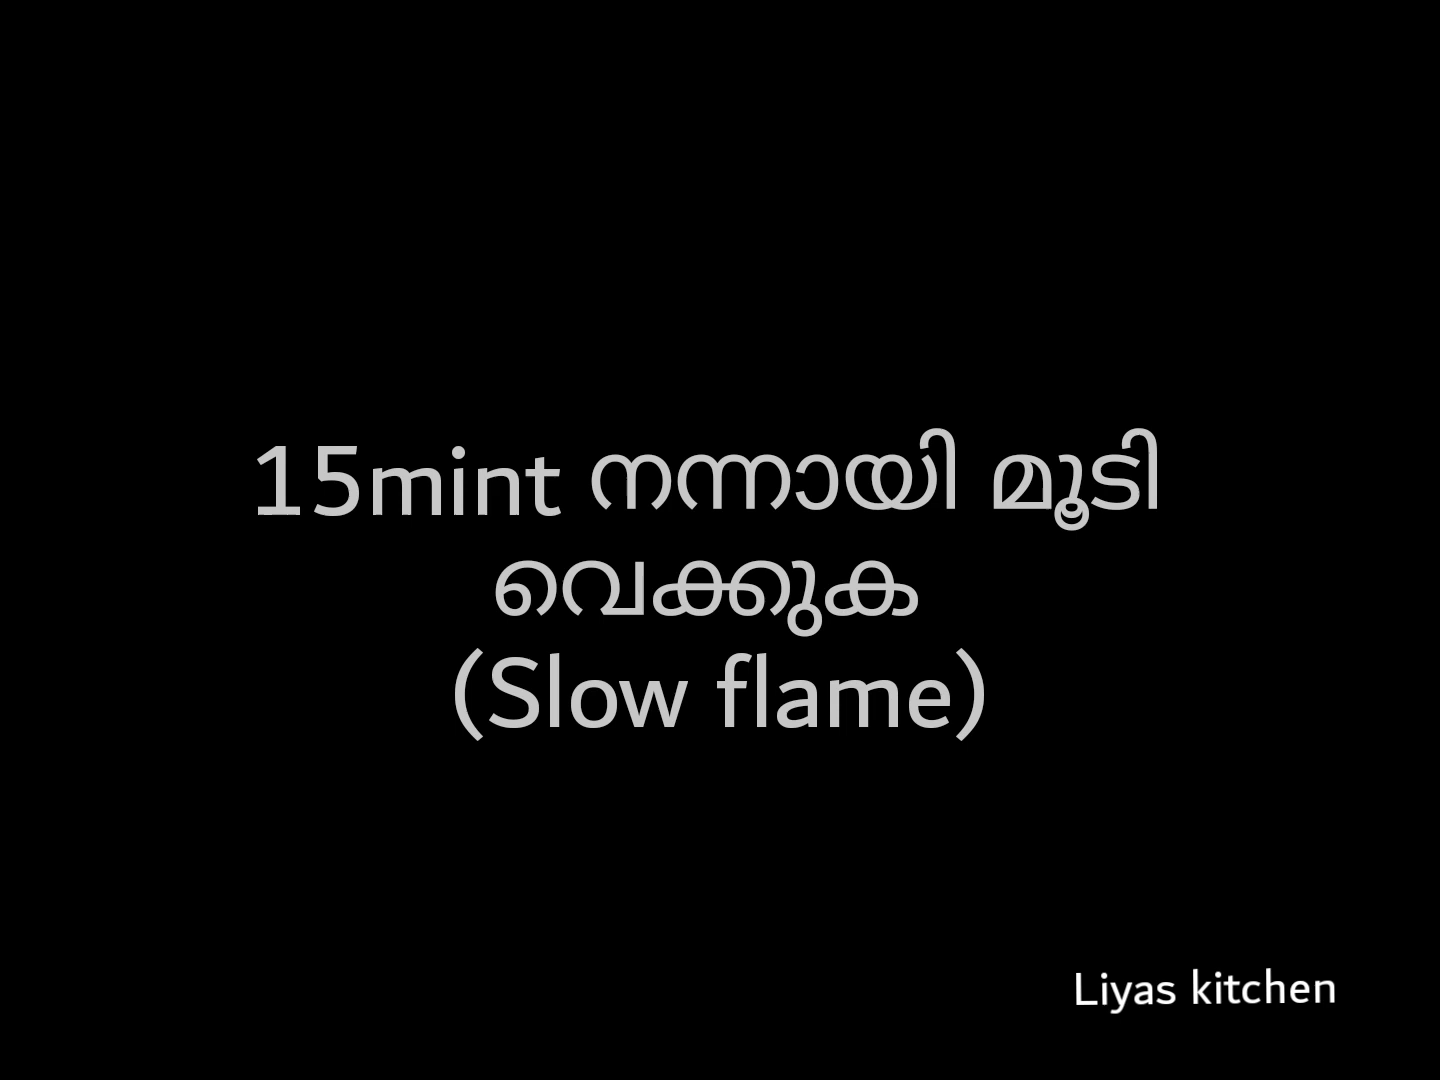 15mint നന്നായി മൂടി
വെക്കുക
(Slow flame)
Liyas kitchen